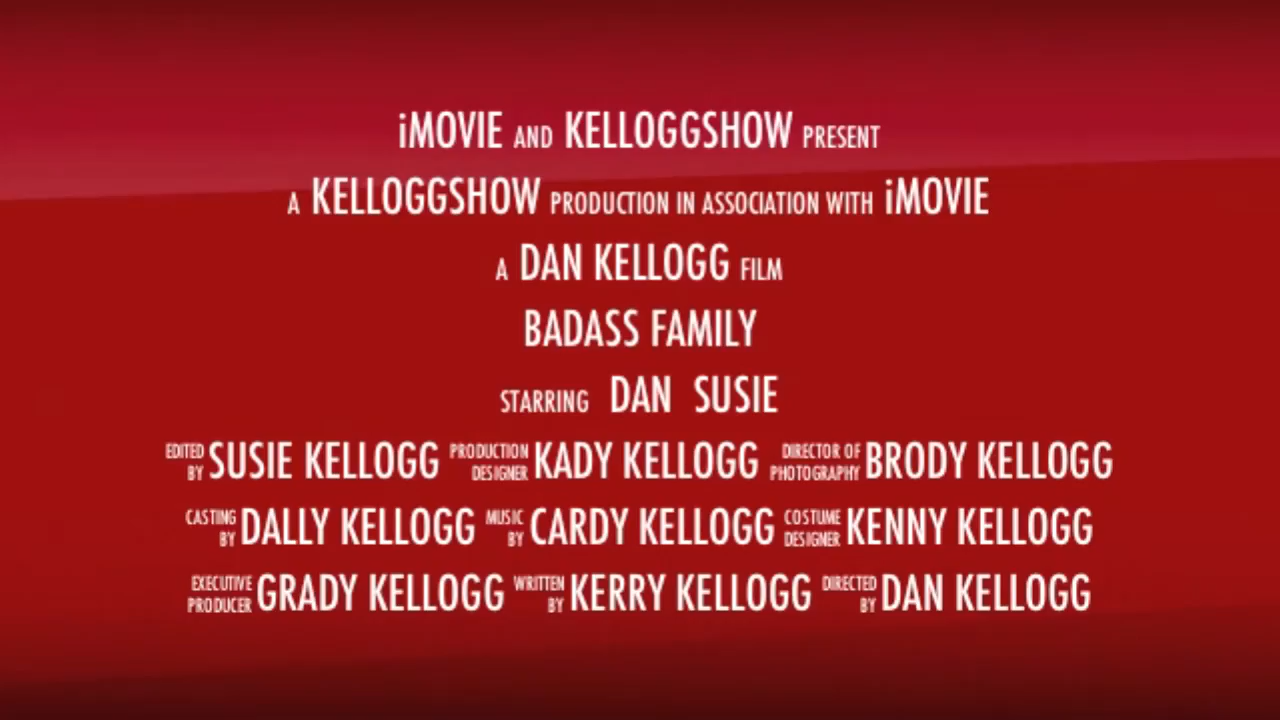 iMOVIE AND KELLOGGSHOW PRESENT
A KELLOGGSHOW PRODUCTION IN ASSOCIATION WITH iMOVIE
A DAN KELLOGG FILM
BADASS FAMILY
STARRING DAN SUSIE
EDITED BY SUSIE KELLOGG PRODUCTION DESIGNER KADY KELLOGG DIRECTOR OF PHOTOGRAPHY BRODY KELLOGG
CASTING BY DALLY KELLOGG MUSIC BY CARDY KELLOGG COSTUME DESIGNER KENNY KELLOGG
EXECUTIVE PRODUCER GRADY KELLOGG WRITTEN BY KERRY KELLOGG DIRECTED BY DAN KELLOGG